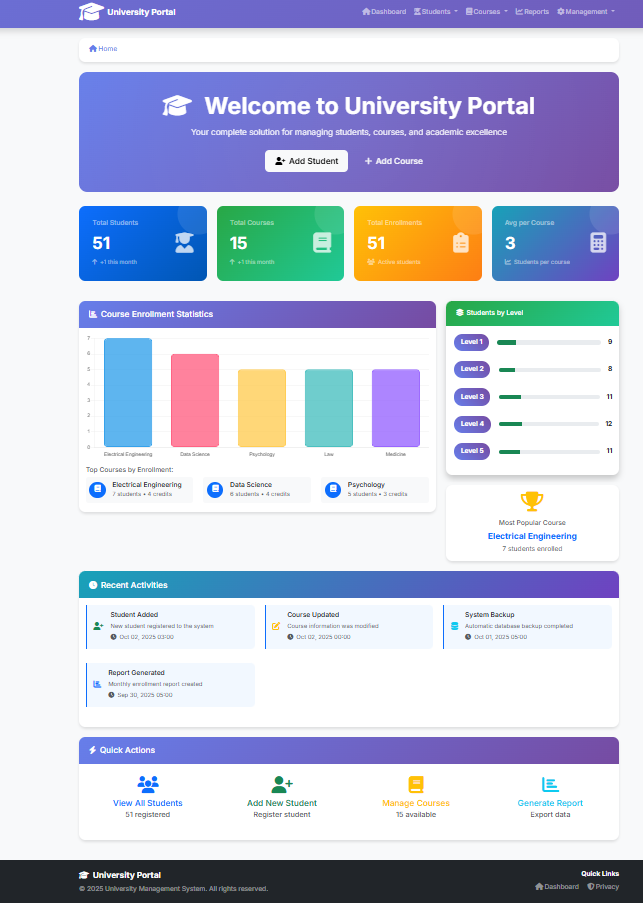 University Portal
Dashboard Students Courses Reports Management
Home
Welcome to University Portal
Your complete solution for managing students, courses, and academic excellence
Add Student + Add Course
Total Students
51
+1 this month
Total Courses
15
+1 this month
Total Enrollments
51
Active students
Avg per Course
3
Students per course
Course Enrollment Statistics
7
6
5
4
3
2
1
0
Electrical Engineering Data Science Psychology Law Medicine
Top Courses by Enrollment:
Electrical Engineering
7 students • 4 credits
Data Science
6 students • 4 credits
Psychology
5 students • 3 credits
Students by Level
Level 1 9
Level 2 8
Level 3 11
Level 4 12
Level 5 11
Most Popular Course
Electrical Engineering
7 students enrolled
Recent Activities
Student Added
New student registered to the system
Oct 02, 2025 03:00
Course Updated
Course information was modified
Oct 02, 2025 00:00
System Backup
Automatic database backup completed
Oct 01, 2025 05:00
Report Generated
Monthly enrollment report created
Sep 30, 2025 05:00
Quick Actions
View All Students
51 registered
Add New Student
Register student
Manage Courses
15 available
Generate Report
Export data
University Portal
© 2025 University Management System. All rights reserved.
Quick Links
Dashboard Privacy